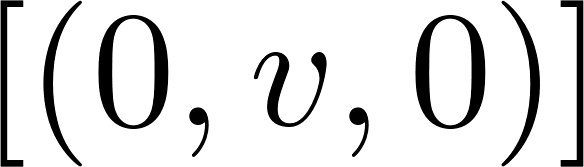 [(0, v, 0)]